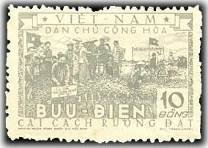 VIỆT-NAM
DÂN CHỦ CỘNG HÒA
BƯU-ĐIỆN
10
ĐỒNG
CẢI CÁCH RUỘNG ĐẤT